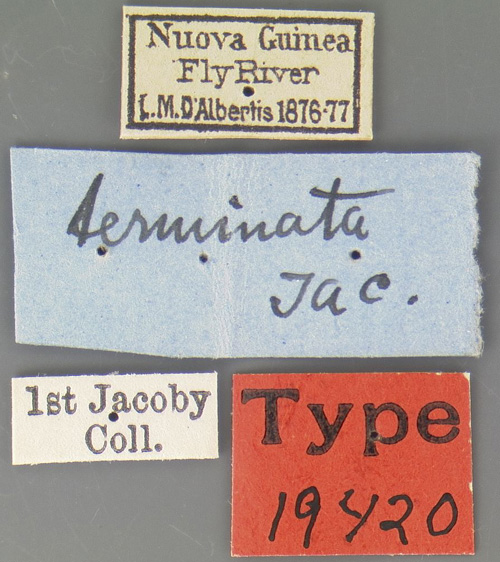 Nuova Guinea
Fly River
L.M.D'Albertis 1876-77
terminata
Jac.
1st Jacoby
Coll.
Type
19420